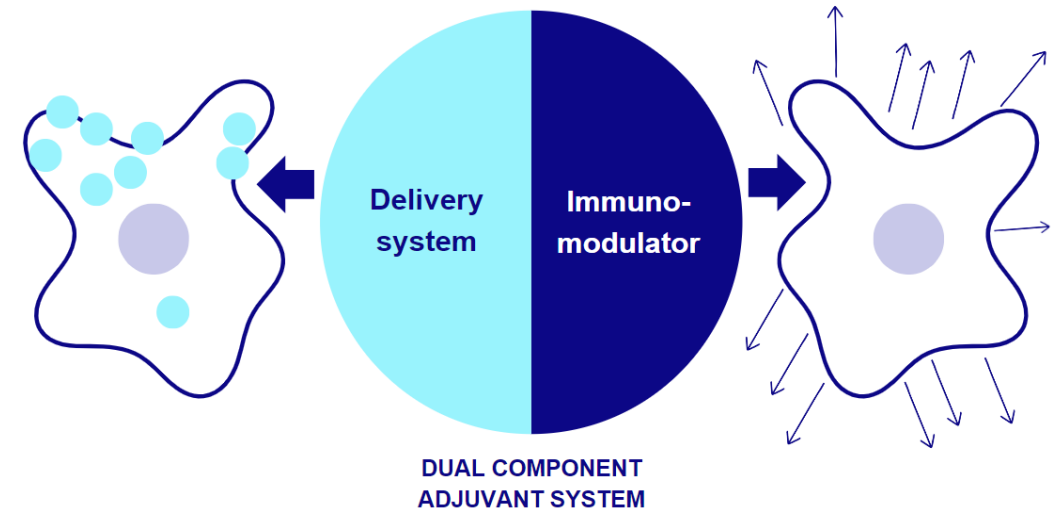 Delivery
system
Immuno-
modulator
DUAL COMPONENT
ADJUVANT SYSTEM